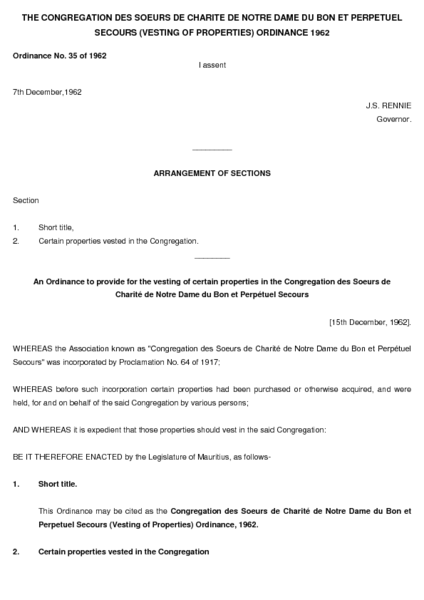 THE CONGREGATION DES SOEURS DE CHARITE DE NOTRE DAME DU BON ET PERPETUEL
SECOURS (VESTING OF PROPERTIES) ORDINANCE 1962
Ordinance No. 35 of 1962
I assent
7th December,1962
J.S. RENNIE
Governor.
ARRANGEMENT OF SECTIONS
Section
1. Short title,
2. Certain properties vested in the Congregation.
An Ordinance to provide for the vesting of certain properties in the Congregation des Soeurs de
Charité de Notre Dame du Bon et Perpétuel Secours
[15th December, 1962].
WHEREAS the Association known as "Congregation des Soeurs de Charité de Notre Dame du Bon et Perpétuel
Secours" was incorporated by Proclamation No. 64 of 1917;
WHEREAS before such incorporation certain properties had been purchased or otherwise acquired, and were
held, for and on behalf of the said Congregation by various persons;
AND WHEREAS it is expedient that those properties should vest in the said Congregation;
BE IT THEREFORE ENACTED by the Legislature of Mauritius, as follows-
1. Short title.
This Ordinance may be cited as the Congregation des Soeurs de Charité de Notre Dame du Bon et
Perpetuel Secours (Vesting of Properties) Ordinance, 1962.
2. Certain properties vested in the Congregation